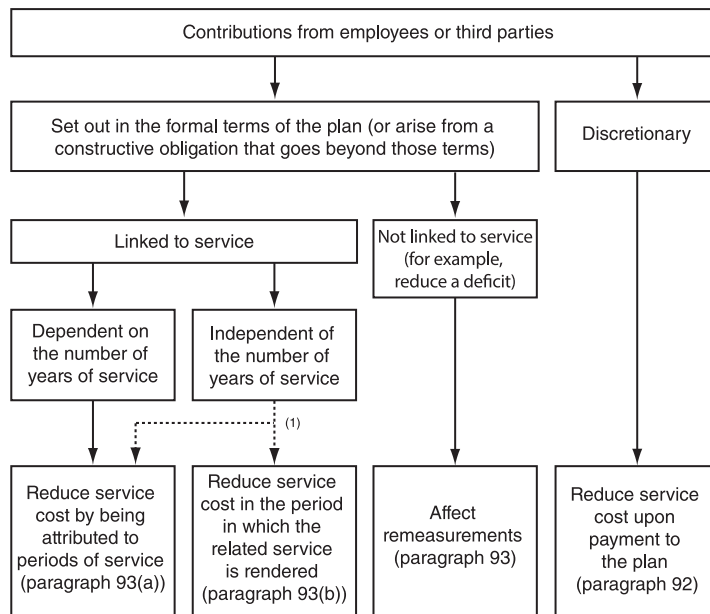 Contributions from employees or third parties
Set out in the formal terms of the plan (or arise from a
constructive obligation that goes beyond those terms)
Discretionary
Linked to service
Not linked to service
(for example,
reduce a deficit)
Dependent on
the number of
years of service
Independent of
the number of
years of service
(1)
Reduce service
cost by being
attributed to
periods of service
(paragraph 93(a))
Reduce service
cost in the period
in which the
related service
is rendered
(paragraph 93(b))
Affect
remeasurements
(paragraph 93)
Reduce service
cost upon
payment to
the plan
(paragraph 92)